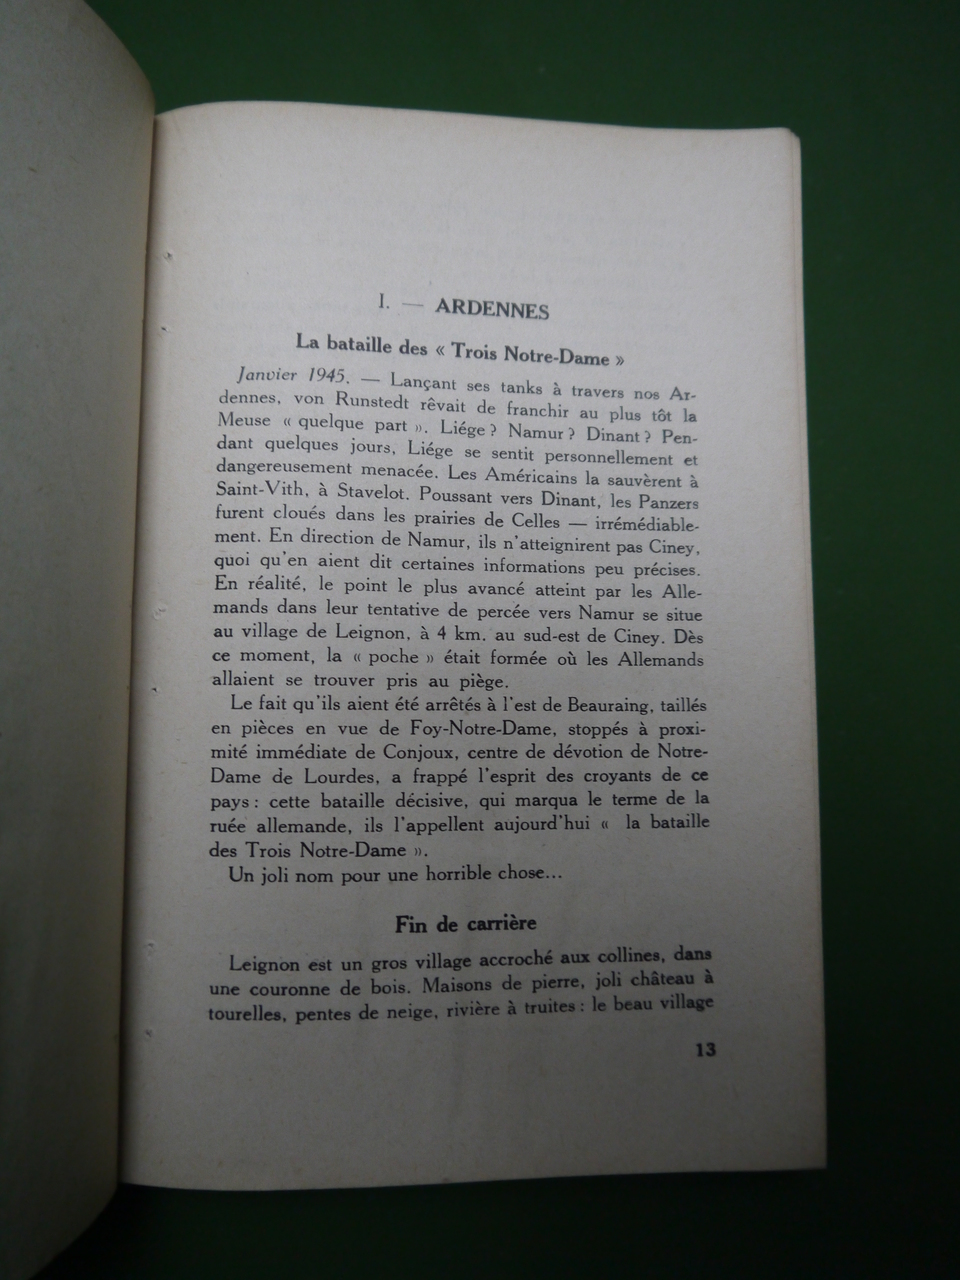 I. — ARDENNES
La bataille des « Trois Notre-Dame »
Janvier 1945. — Lançant ses tanks à travers nos Ar-
dennes, von Runstedt rêvait de franchir au plus tôt la
Meuse « quelque part ». Liége ? Namur ? Dinant ? Pen-
dant quelques jours, Liége se sentit personnellement et
dangereusement menacée. Les Américains la sauvèrent à
Saint-Vith, à Stavelot. Poussant vers Dinant, les Panzers
furent cloués dans les prairies de Celles — irrémédiable-
ment. En direction de Namur, ils n'atteignirent pas Ciney,
quoi qu'en aient dit certaines informations peu précises.
En réalité, le point le plus avancé atteint par les Alle-
mands dans leur tentative de percée vers Namur se situe
au village de Leignon, à 4 km. au sud-est de Ciney. Dès
ce moment, la « poche » était formée où les Allemands
allaient se trouver pris au piège.
Le fait qu'ils aient été arrêtés à l'est de Beauraing, taillés
en pièces en vue de Foy-Notre-Dame, stoppés à proxi-
mité immédiate de Conjoux, centre de dévotion de Notre-
Dame de Lourdes, a frappé l'esprit des croyants de ce
pays : cette bataille décisive, qui marqua le terme de la
ruée allemande, ils l'appellent aujourd'hui « la bataille
des Trois Notre-Dame ».
Un joli nom pour une horrible chose...
Fin de carrière
Leignon est un gros village accroché aux collines, dans
une couronne de bois. Maisons de pierre, joli château à
tourelles, pentes de neige, rivière à truites : le beau village
13